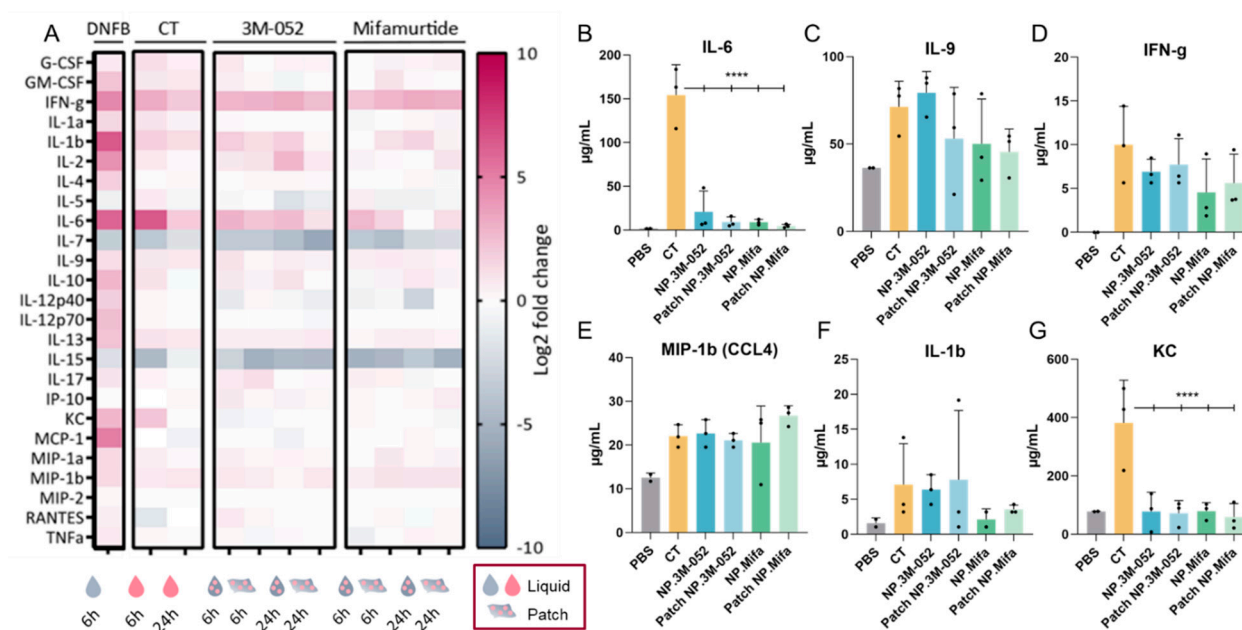 A
DNFB
CT
3M-052
Mifamurtide
G-CSF
GM-CSF
IFN-g
IL-1a
IL-1b
IL-2
IL-4
IL-5
IL-6
IL-7
IL-9
IL-10
IL-12p40
IL-12p70
IL-13
IL-15
IL-17
IP-10
KC
MCP-1
MIP-1a
MIP-1b
MIP-2
RANTES
TNFa
10
5
0
-5
-10
Log2 fold change
6h
6h
24h
6h
6h
24h
24h
6h
6h
24h
24h
Liquid
Patch
B
IL-6
µg/mL
200
150
100
50
0
****
PBS
CT
NP.3M-052
Patch NP.3M-052
NP.Mifa
Patch NP.Mifa
C
IL-9
µg/mL
100
50
0
PBS
CT
NP.3M-052
Patch NP.3M-052
NP.Mifa
Patch NP.Mifa
D
IFN-g
µg/mL
20
15
10
5
0
PBS
CT
NP.3M-052
Patch NP.3M-052
NP.Mifa
Patch NP.Mifa
E
MIP-1b (CCL4)
µg/mL
40
30
20
10
0
PBS
CT
NP.3M-052
Patch NP.3M-052
NP.Mifa
Patch NP.Mifa
F
IL-1b
µg/mL
25
20
15
10
5
0
PBS
CT
NP.3M-052
Patch NP.3M-052
NP.Mifa
Patch NP.Mifa
G
KC
µg/mL
600
400
200
0
****
PBS
CT
NP.3M-052
Patch NP.3M-052
NP.Mifa
Patch NP.Mifa